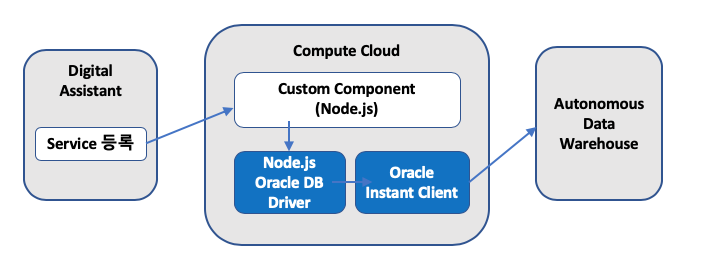 Digital
Assistant
Service 등록
Compute Cloud
Custom Component
(Node.js)
Node.js
Oracle DB
Driver
Oracle
Instant Client
Autonomous
Data
Warehouse